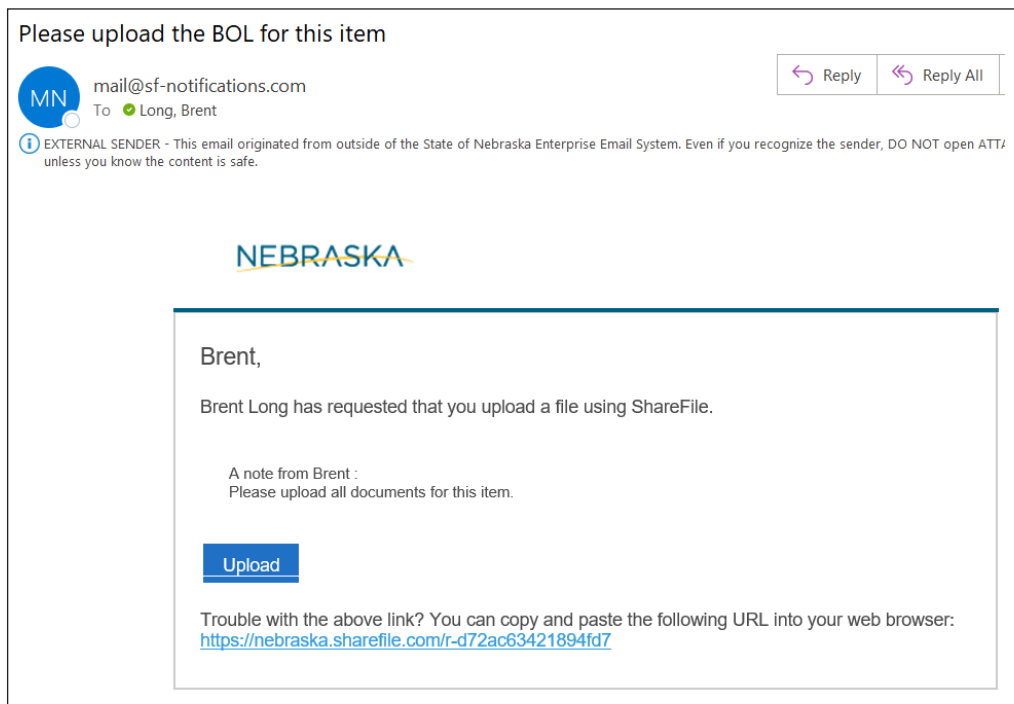 Please upload the BOL for this item
MN
mail@sf-notifications.com
To Long, Brent
Reply
Reply All
EXTERNAL SENDER - This email originated from outside of the State of Nebraska Enterprise Email System. Even if you recognize the sender, DO NOT open
unless you know the content is safe.
NEBRASKA
Brent,
Brent Long has requested that you upload a file using ShareFile.
A note from Brent :
Please upload all documents for this item.
Upload
Trouble with the above link? You can copy and paste the following URL into your web browser:
https://nebraska.sharefile.com/r-d72ac63421894fd7